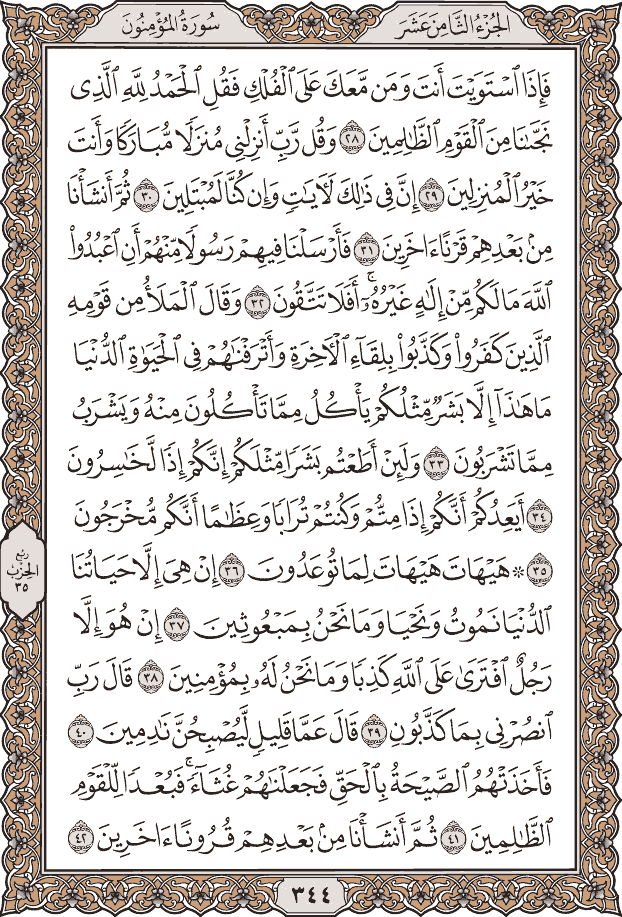 الجُزْءُ الثَّامِنَ عَشَرَ
سُورَةُ المُؤْمِنُونَ
فَإِذَا ٱسْتَوَيْتَ أَنتَ وَمَن مَّعَكَ عَلَى ٱلْفُلْكِ فَقُلِ ٱلْحَمْدُ لِلَّهِ ٱلَّذِى
نَجَّىٰنَا مِنَ ٱلْقَوْمِ ٱلظَّٰلِمِينَ ٢٨ وَقُل رَّبِّ أَنزِلْنِى مُنزَلًا مُّبَارَكًا وَأَنتَ
خَيْرُ ٱلْمُنزِلِينَ ٢٩ إِنَّ فِى ذَٰلِكَ لَأٓيَٰتٍ وَإِن كُنَّا لَمُبْتَلِينَ ٣٠ ثُمَّ أَنشَأْنَا
مِنۢ بَعْدِهِمْ قَرْنًا ءَاخَرِينَ ٣١ فَأَرْسَلْنَا فِيهِمْ رَسُولًا مِّنْهُمْ أَنِ ٱعْبُدُوا۟
ٱللَّهَ مَا لَكُم مِّنْ إِلَٰهٍ غَيْرُهُۥٓ ۚ أَفَلَا تَتَّقُونَ ٣٢ وَقَالَ ٱلْمَلَأُ مِن قَوْمِهِ
ٱلَّذِينَ كَفَرُوا۟ وَكَذَّبُوا۟ بِلِقَآءِ ٱلْأَخِرَةِ وَأَتْرَفْنَٰهُمْ فِى ٱلْحَيَوٰةِ ٱلدُّنْيَا
مَا هَٰذَآ إِلَّا بَشَرٌ مِّثْلُكُمْ يَأْكُلُ مِمَّا تَأْكُلُونَ مِنْهُ وَيَشْرَبُ
مِمَّا تَشْرَبُونَ ٣٣ وَلَئِنْ أَطَعْتُم بَشَرًا مِّثْلَكُمْ إِنَّكُمْ إِذًا لَّخَٰسِرُونَ
٣٤ أَيَعِدُكُمْ أَنَّكُمْ إِذَا مِتُّمْ وَكُنتُمْ تُرَابًا وَعِظَٰمًا أَنَّكُم مُّخْرَجُونَ
٣٥ ۞ هَيْهَاتَ هَيْهَاتَ لِمَا تُوعَدُونَ ٣٦ إِنْ هِىَ إِلَّا حَيَاتُنَا
ٱلدُّنْيَا نَمُوتُ وَنَحْيَا وَمَا نَحْنُ بِمَبْعُوثِينَ ٣٧ إِنْ هُوَ إِلَّا
رَجُلٌ ٱفْتَرَىٰ عَلَى ٱللَّهِ كَذِبًا وَمَا نَحْنُ لَهُۥ بِمُؤْمِنِينَ ٣٨ قَالَ رَبِّ
ٱنصُرْنِى بِمَا كَذَّبُونِ ٣٩ قَالَ عَمَّا قَلِيلٍ لَّيُصْبِحُنَّ نَٰدِمِينَ ٤٠
فَأَخَذَتْهُمُ ٱلصَّيْحَةُ بِٱلْحَقِّ فَجَعَلْنَٰهُمْ غُثَآءً ۚ فَبُعْدًا لِّلْقَوْمِ
ٱلظَّٰلِمِينَ ٤١ ثُمَّ أَنشَأْنَا مِنۢ بَعْدِهِمْ قُرُونًا ءَاخَرِينَ ٤٢
رُبْع
الحِزْب
٣٥
٣٤٤